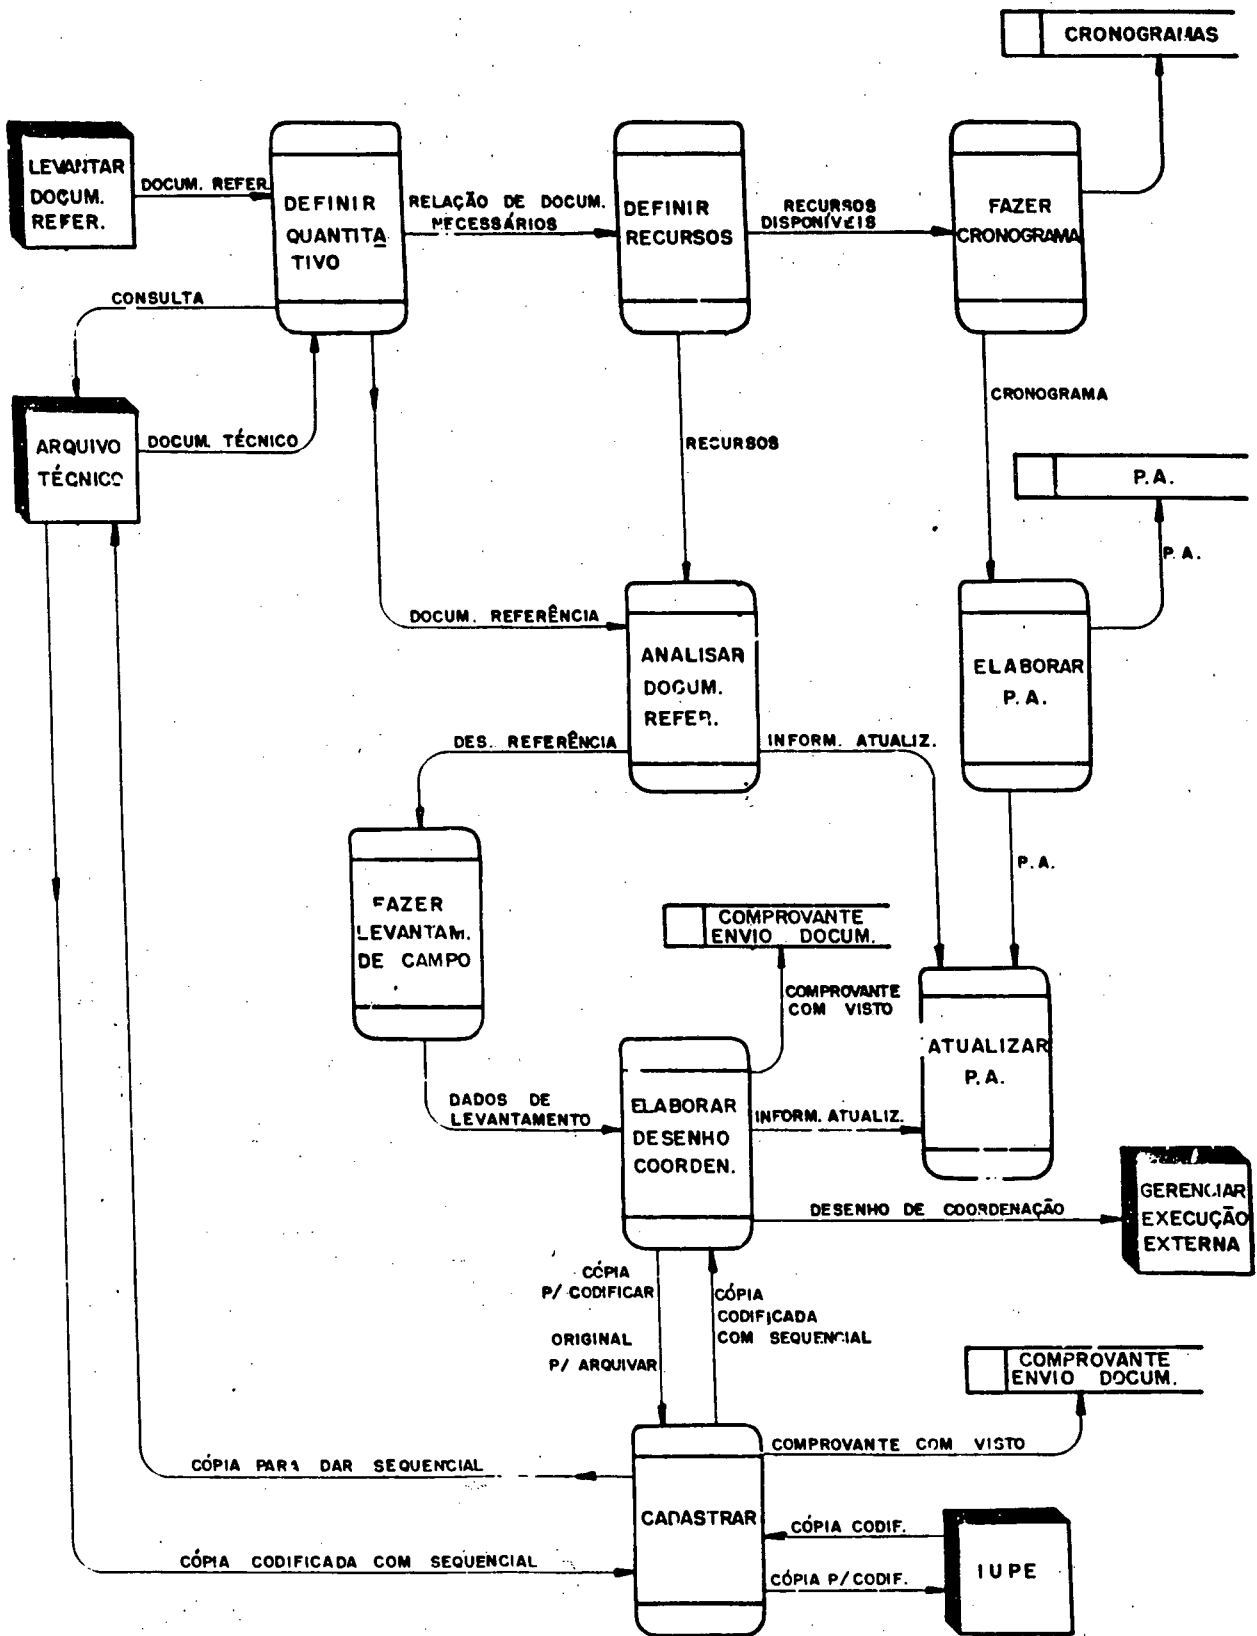 CRONOGRAMAS
LEVANTAR
DOCUM.
REFER.
DOCUM. REFER.
DEFINIR
QUANTITA
TIVO
RELAÇÃO DE DOCUM.
NECESSÁRIOS
DEFINIR
RECURSOS
RECURSOS
DISPONÍVEIS
FAZER
CRONOGRAMA
CONSULTA
ARQUIVO
TÉCNICO
DOCUM. TÉCNICO
RECURSOS
CRONOGRAMA
P.A.
P.A.
DOCUM. REFERÊNCIA
ANALISAR
DOCUM.
REFER.
ELABORAR
P.A.
DES. REFERÊNCIA
INFORM. ATUALIZ.
P.A.
FAZER
LEVANTAM.
DE CAMPO
COMPROVANTE
ENVIO DOCUM.
COMPROVANTE
COM VISTO
ATUALIZAR
P.A.
DADOS DE
LEVANTAMENTO
ELABORAR
DESENHO
COORDEN.
INFORM. ATUALIZ.
DESENHO DE COORDENAÇÃO
GERENCIAR
EXECUÇÃO
EXTERNA
CÓPIA
P/ CODIFICAR
ORIGINAL
P/ ARQUIVAR
CÓPIA
CODIFICADA
COM SEQUENCIAL
COMPROVANTE
ENVIO DOCUM.
COMPROVANTE COM VISTO
CÓPIA PARA DAR SEQUENCIAL
CADASTRAR
CÓPIA CODIF.
CÓPIA CODIFICADA COM SEQUENCIAL
CÓPIA P/ CODIF.
IUPE